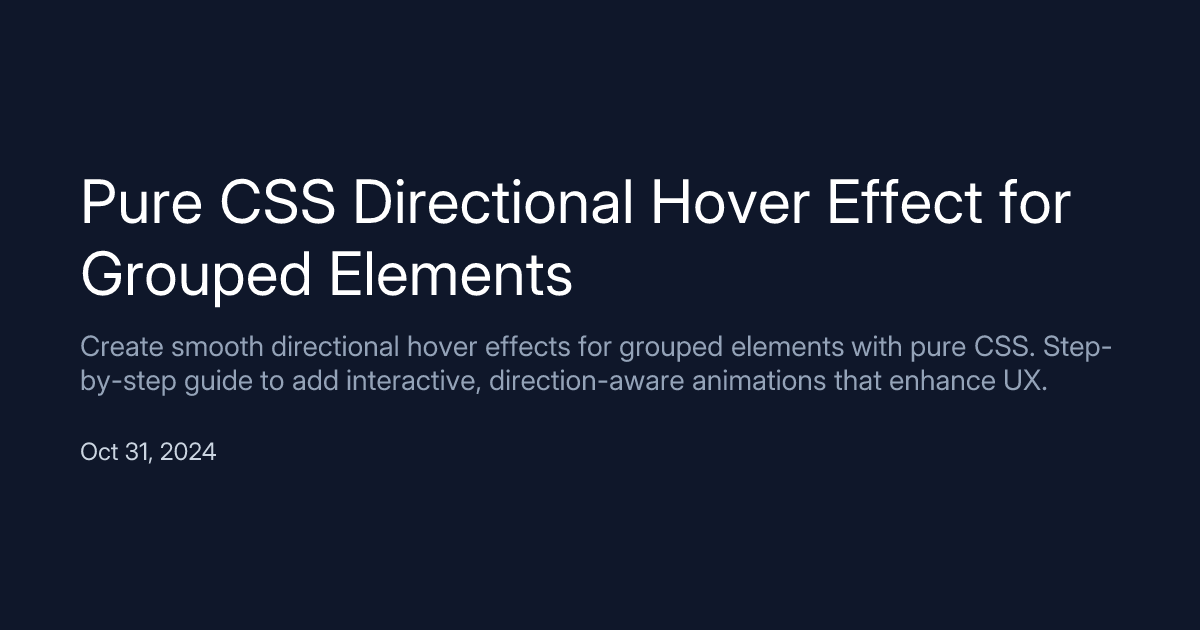 Pure CSS Directional Hover Effect for
Grouped Elements
Create smooth directional hover effects for grouped elements with pure CSS. Step-
by-step guide to add interactive, direction-aware animations that enhance UX.
Oct 31, 2024